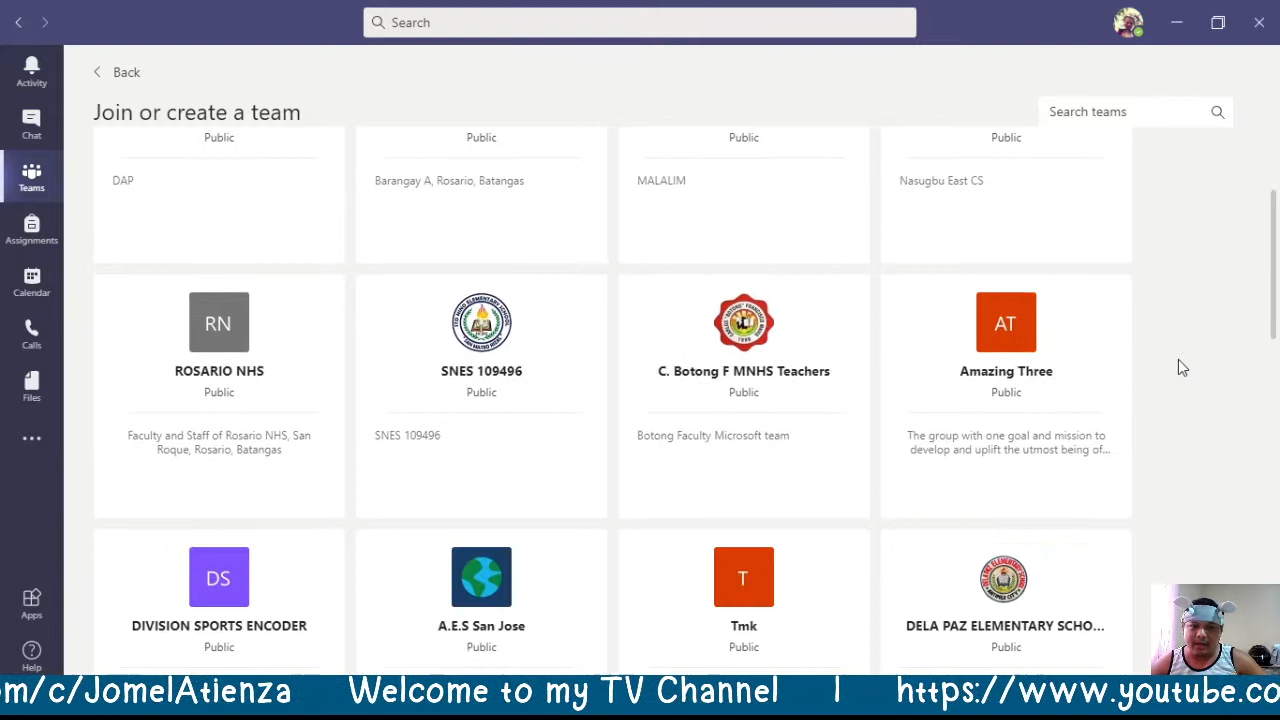 Search
Activity
Chat
Teams
Assignments
Calendar
Calls
Files
Apps
Help
Back
Join or create a team
Search teams
Public
Public
Public
Public
DAP
Barangay A, Rosario, Batangas
MALALIM
Nasugbu East CS
RN
ROSARIO NHS
Public
Faculty and Staff of Rosario NHS, San
Roque, Rosario, Batangas
SNES 109496
Public
SNES 109496
C. Botong F MNHS Teachers
Public
Botong Faculty Microsoft team
AT
Amazing Three
Public
The group with one goal and mission to
develop and uplift the utmost being of...
DS
DIVISION SPORTS ENCODER
Public
A.E.S San Jose
Public
T
Tmk
Public
DELA PAZ ELEMENTARY SCHO...
Public
om/c/JomelAtienza Welcome to my TV Channel | https://www.youtube.co